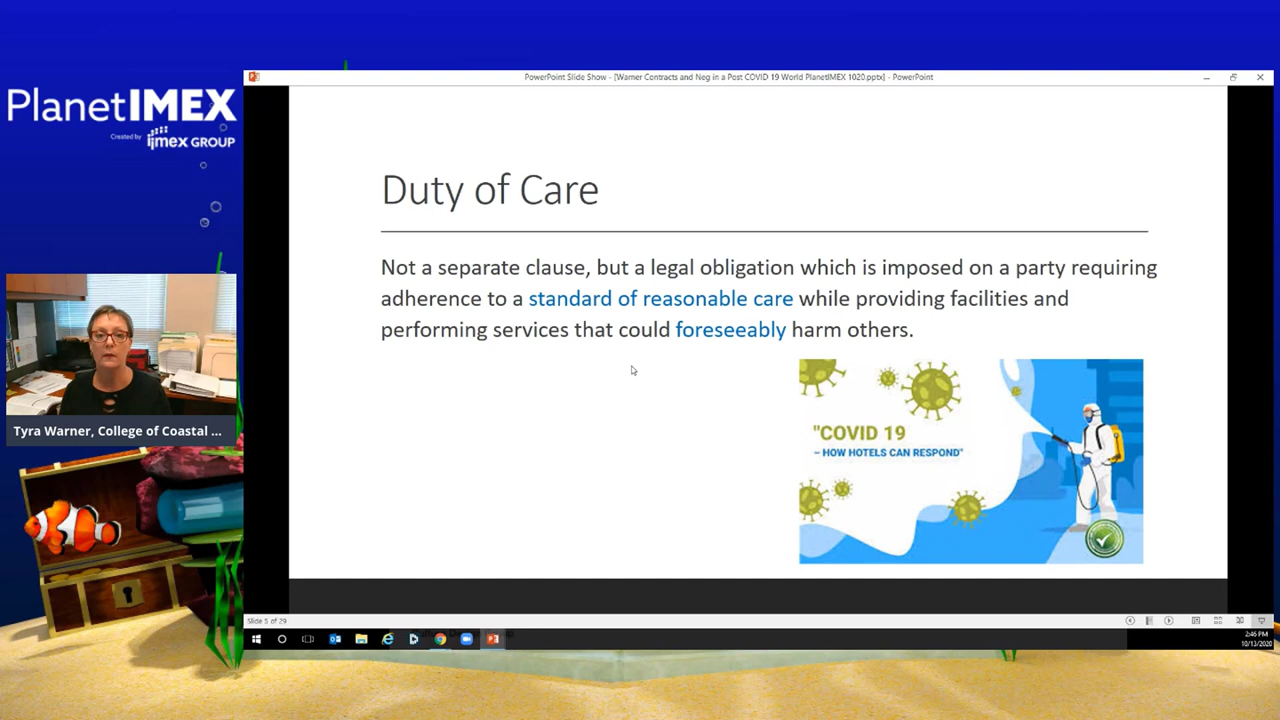 PowerPoint Slide Show - [Warner Contracts and Neg in a Post COVID 19 World PlanetIMEX 1020.pptx] - PowerPoint
PlanetIMEX
Created by
imex GROUP
Duty of Care
Not a separate clause, but a legal obligation which is imposed on a party requiring
adherence to a standard of reasonable care while providing facilities and
performing services that could foreseeably harm others.
"COVID 19
– HOW HOTELS CAN RESPOND"
Tyra Warner, College of Coastal ...
Slide 5 of 29
2:46 PM
10/13/2020